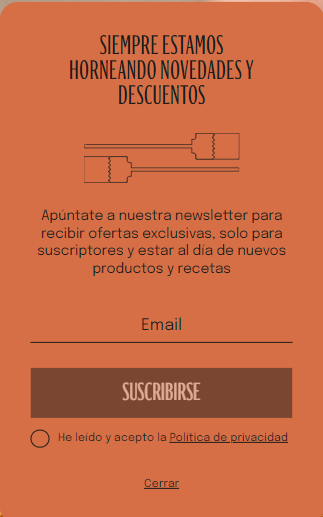 SIEMPRE ESTAMOS
HORNEANDO NOVEDADES Y
DESCUENTOS
Apúntate a nuestra newsletter para
recibir ofertas exclusivas, solo para
suscriptores y estar al día de nuevos
productos y recetas
Email
SUSCRIBIRSE
He leído y acepto la Política de privacidad
Cerrar